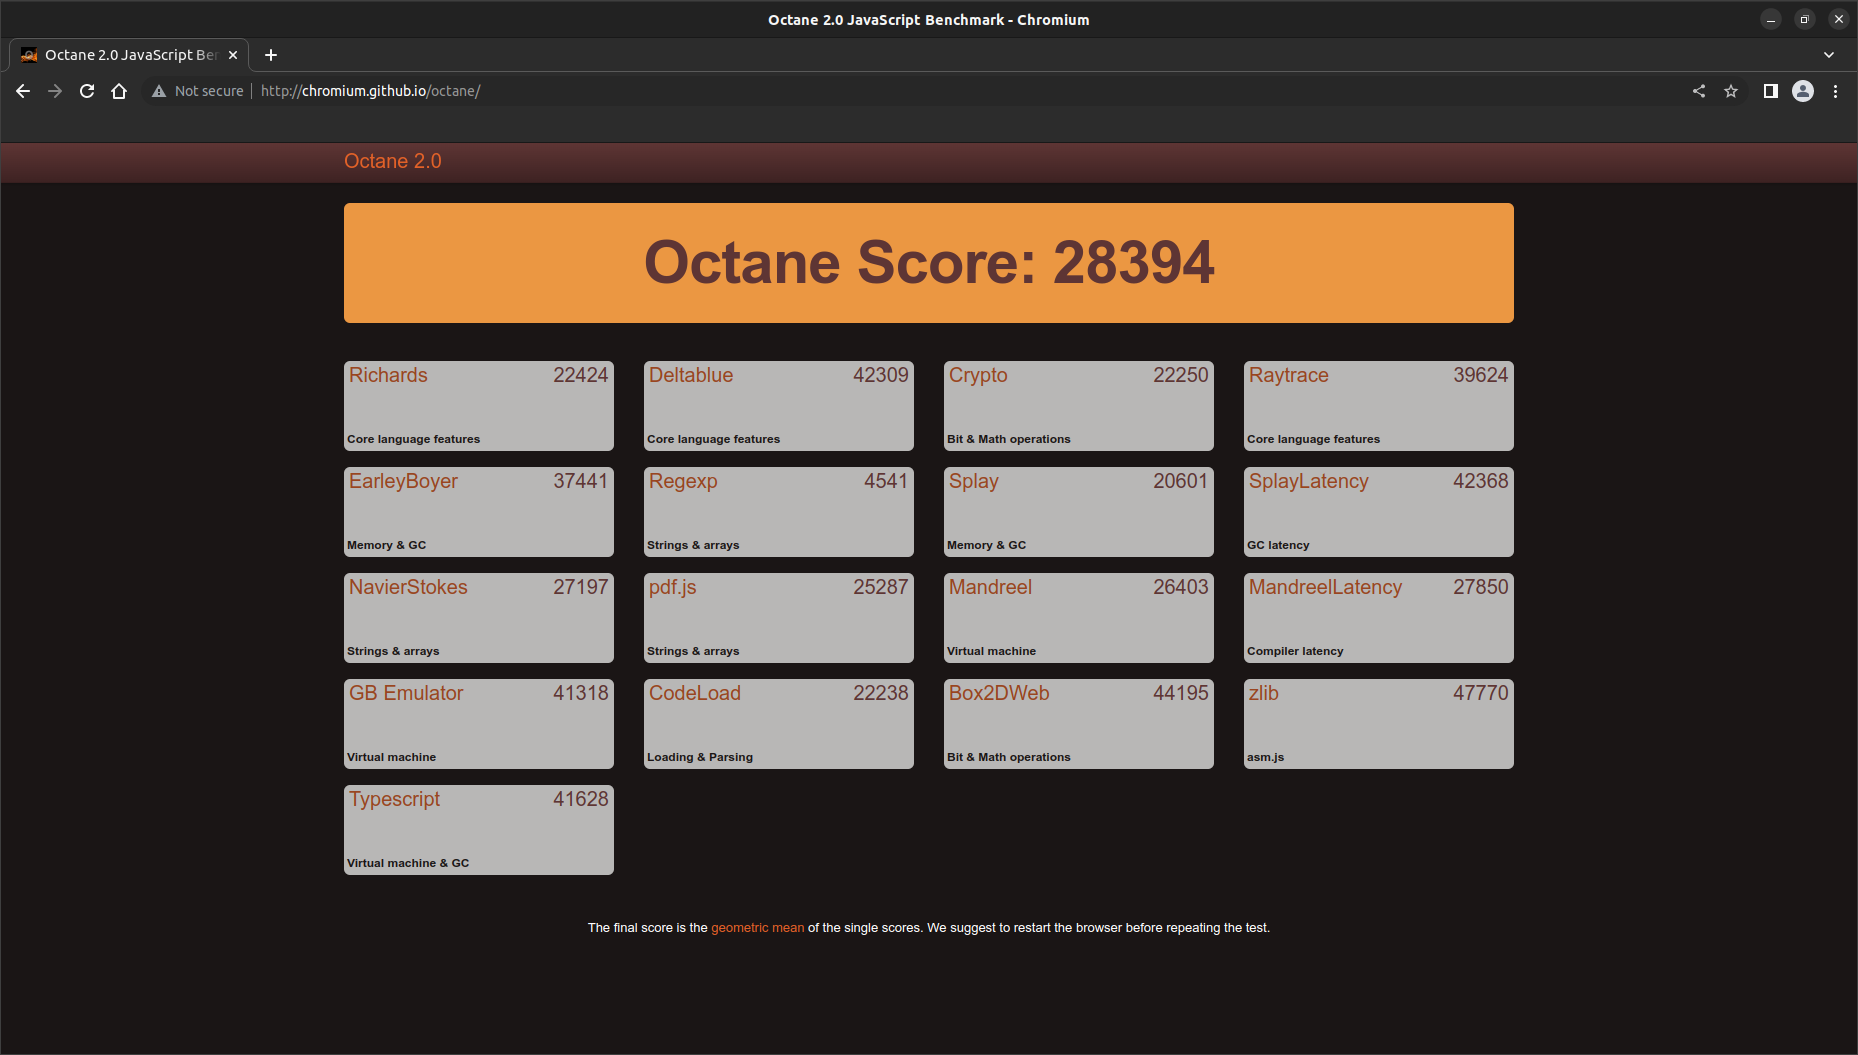 Octane 2.0 JavaScript Benchmark - Chromium
Octane 2.0 JavaScript Ben
Not secure http://chromium.github.io/octane/
Octane 2.0
Octane Score: 28394
Richards 22424
Core language features
Deltablue 42309
Core language features
Crypto 22250
Bit & Math operations
Raytrace 39624
Core language features
EarleyBoyer 37441
Memory & GC
Regexp 4541
Strings & arrays
Splay 20601
Memory & GC
SplayLatency 42368
GC latency
NavierStokes 27197
Strings & arrays
pdf.js 25287
Strings & arrays
Mandreel 26403
Virtual machine
MandreelLatency 27850
Compiler latency
GB Emulator 41318
Virtual machine
CodeLoad 22238
Loading & Parsing
Box2DWeb 44195
Bit & Math operations
zlib 47770
asm.js
Typescript 41628
Virtual machine & GC
The final score is the geometric mean of the single scores. We suggest to restart the browser before repeating the test.